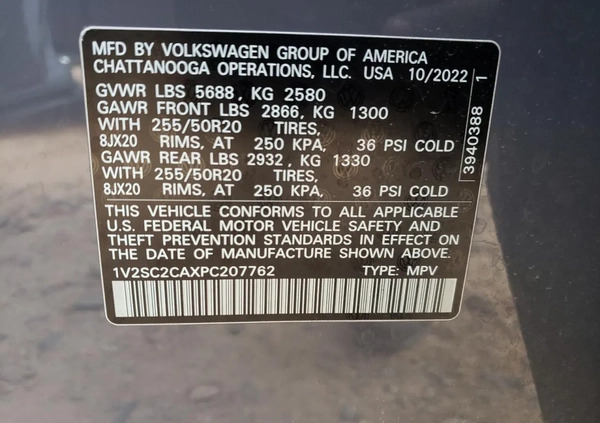 MFD BY VOLKSWAGEN GROUP OF AMERICA
CHATTANOOGA OPERATIONS, LLC. USA 10/2022
GVWR LBS 5688, KG 2580
GAWR FRONT LBS 2866, KG 1300
WITH 255/50R20 TIRES,
8JX20 RIMS, AT 250 KPA, 36 PSI COLD
GAWR REAR LBS 2932, KG 1330
WITH 255/50R20 TIRES,
8JX20 RIMS, AT 250 KPA, 36 PSI COLD
THIS VEHICLE CONFORMS TO ALL APPLICABLE
U.S. FEDERAL MOTOR VEHICLE SAFETY AND
THEFT PREVENTION STANDARDS IN EFFECT ON
THE DATE OF MANUFACTURE SHOWN ABOVE.
1V2SC2CAXPC207762 TYPE: MPV
3940388 1